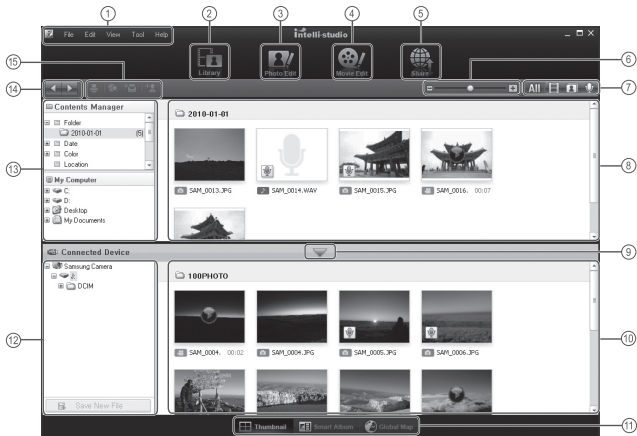 1
2
3
4
5
File Edit View Tool Help
intelli-studio
Library
Photo Edit
Movie Edit
Share
15
6
14
All
7
Contents Manager
Folder
2010-01-01 (5)
Date
Color
Location
13
My Computer
C:
D:
Desktop
My Documents
2010-01-01
SAM_0013.JPG
SAM_0014.WAV
SAM_0015.JPG
SAM_0016. 00:07
8
Connected Device
9
Samsung Camera
DCIM
12
Save New File
100PHOTO
SAM_0004. 00:02
SAM_0004.JPG
SAM_0005.JPG
SAM_0006.JPG
10
Thumbnail
Smart Album
Global Map
11